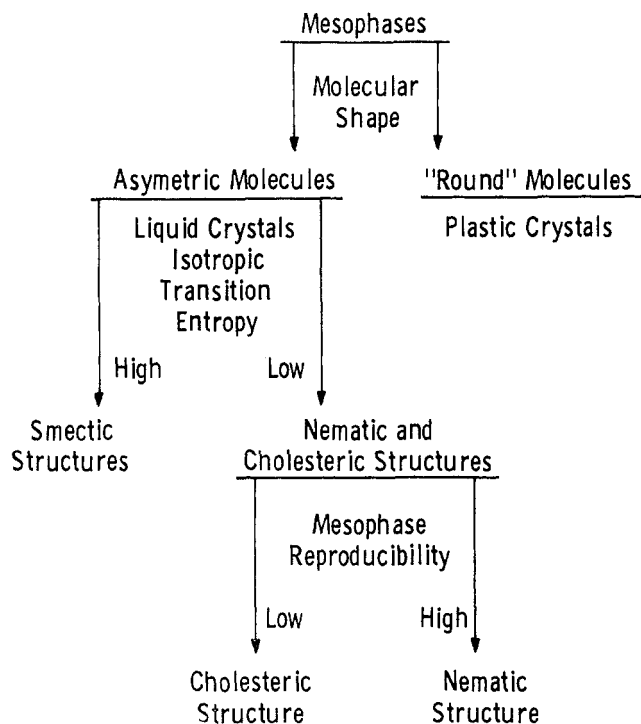 Mesophases
Molecular
Shape
Asymetric Molecules
"Round" Molecules
Liquid Crystals
Isotropic
Transition
Entropy
Plastic Crystals
High
Low
Smectic
Structures
Nematic and
Cholesteric Structures
Mesophase
Reproducibility
Low
High
Cholesteric
Structure
Nematic
Structure